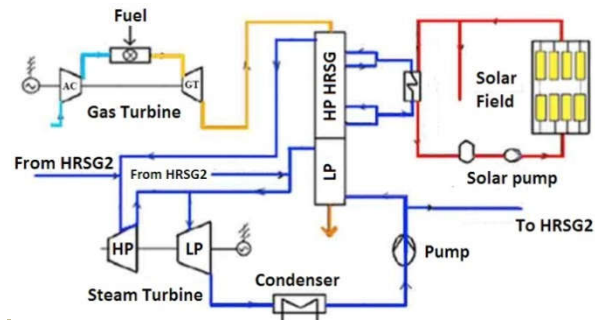 Fuel
AC
GT
Gas Turbine
HP HRSG
LP
Solar
Field
Solar pump
From HRSG2
From HRSG2
To HRSG2
HP
LP
Pump
Steam Turbine
Condenser